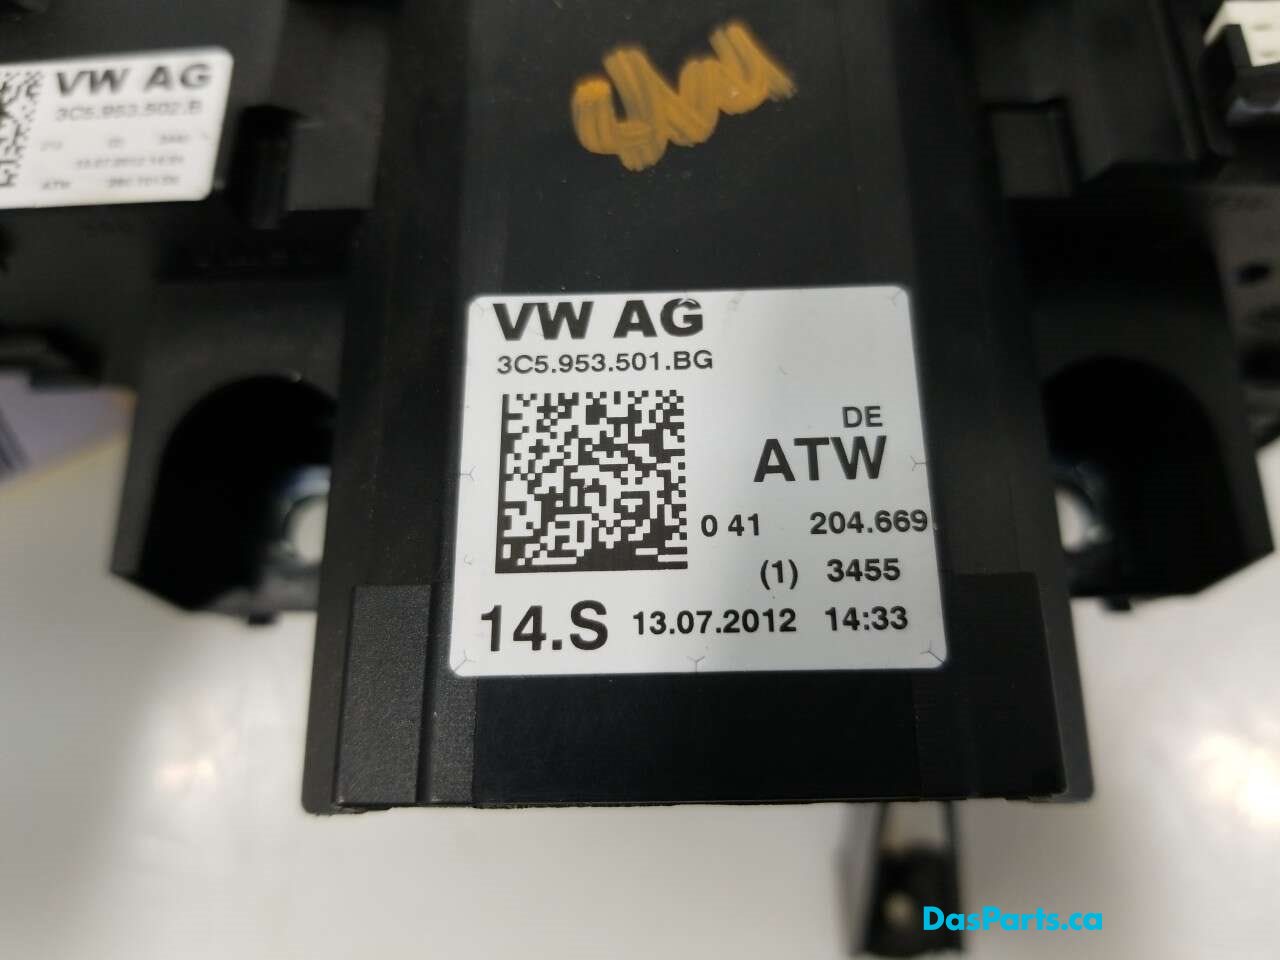 VW AG
3C5.953.502.B
VW AG
3C5.953.501.BG
DE
ATW
0 41 204.669
(1) 3455
14.S 13.07.2012 14:33
DasParts.ca